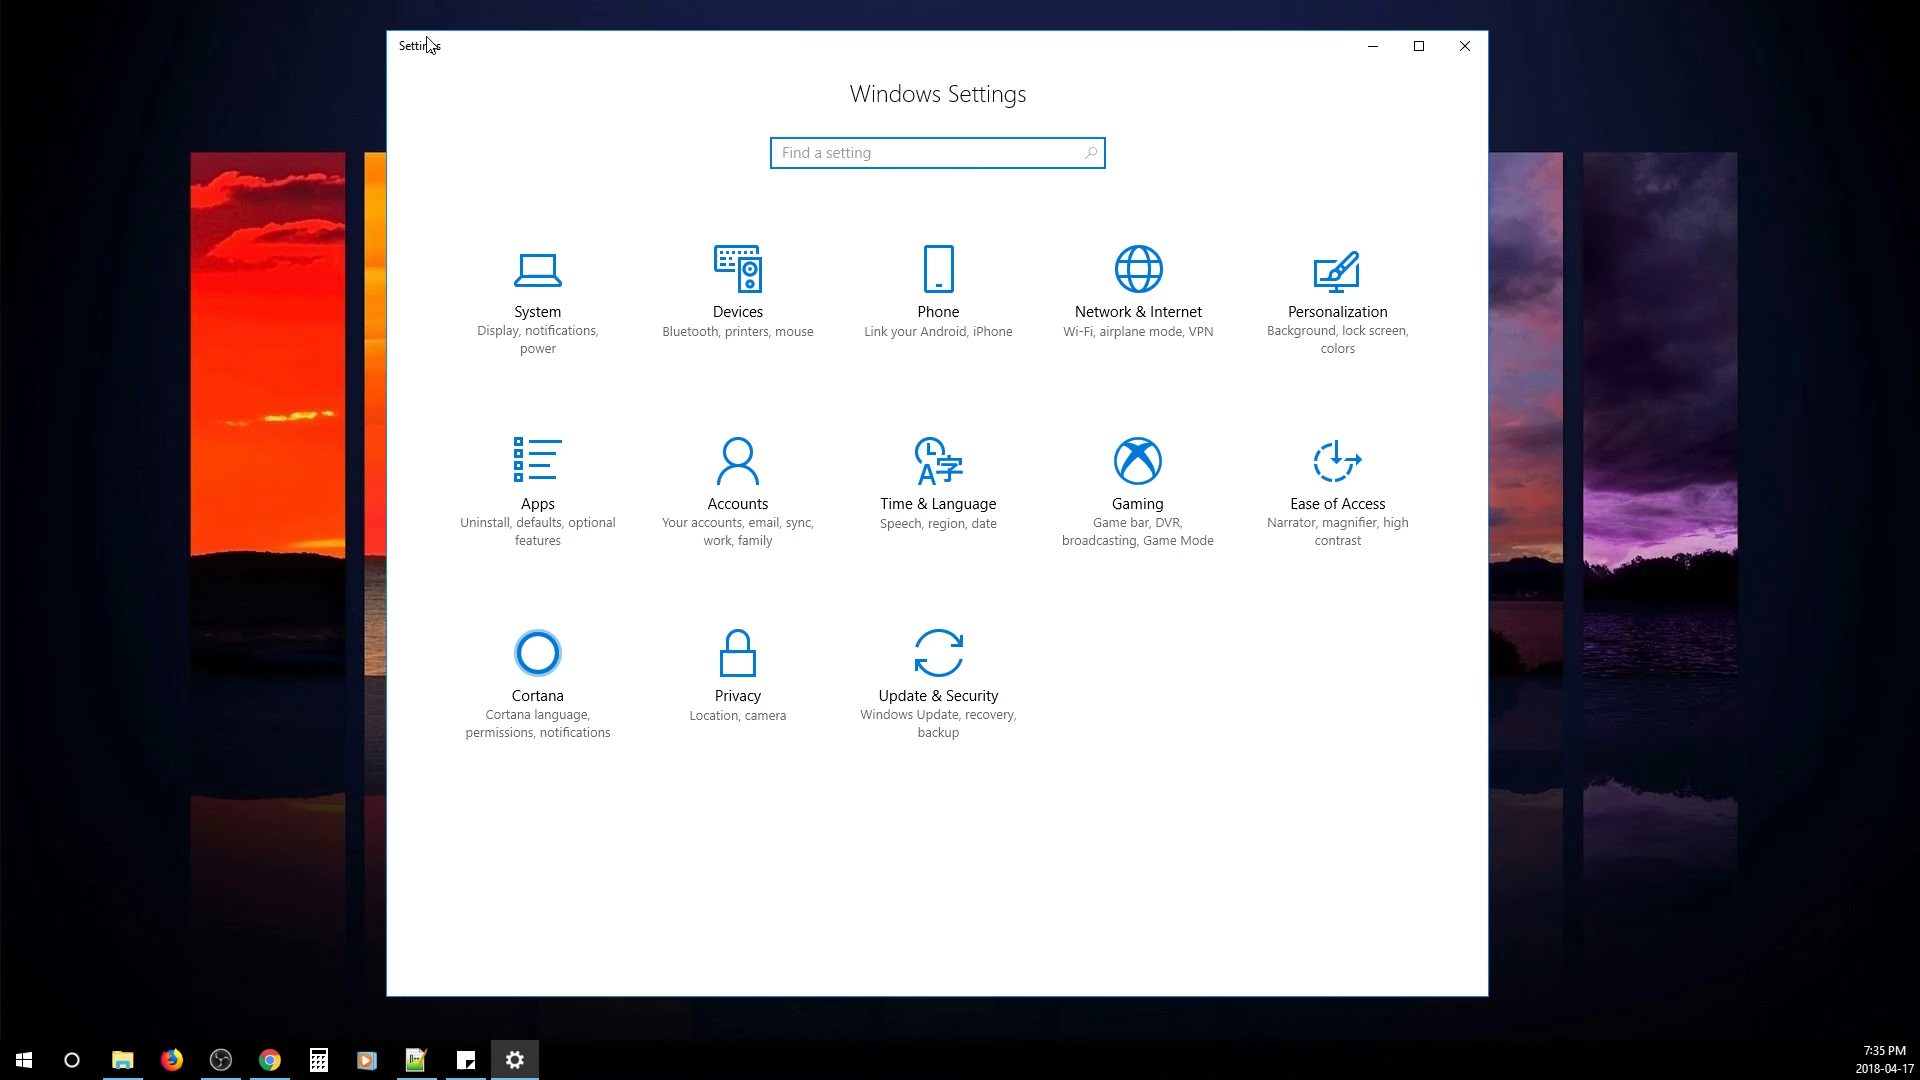 Settings
Windows Settings
Find a setting
System
Display, notifications,
power
Devices
Bluetooth, printers, mouse
Phone
Link your Android, iPhone
Network & Internet
Wi-Fi, airplane mode, VPN
Personalization
Background, lock screen,
colors
Apps
Uninstall, defaults, optional
features
Accounts
Your accounts, email, sync,
work, family
Time & Language
Speech, region, date
Gaming
Game bar, DVR,
broadcasting, Game Mode
Ease of Access
Narrator, magnifier, high
contrast
Cortana
Cortana language,
permissions, notifications
Privacy
Location, camera
Update & Security
Windows Update, recovery,
backup
7:35 PM
2018-04-17